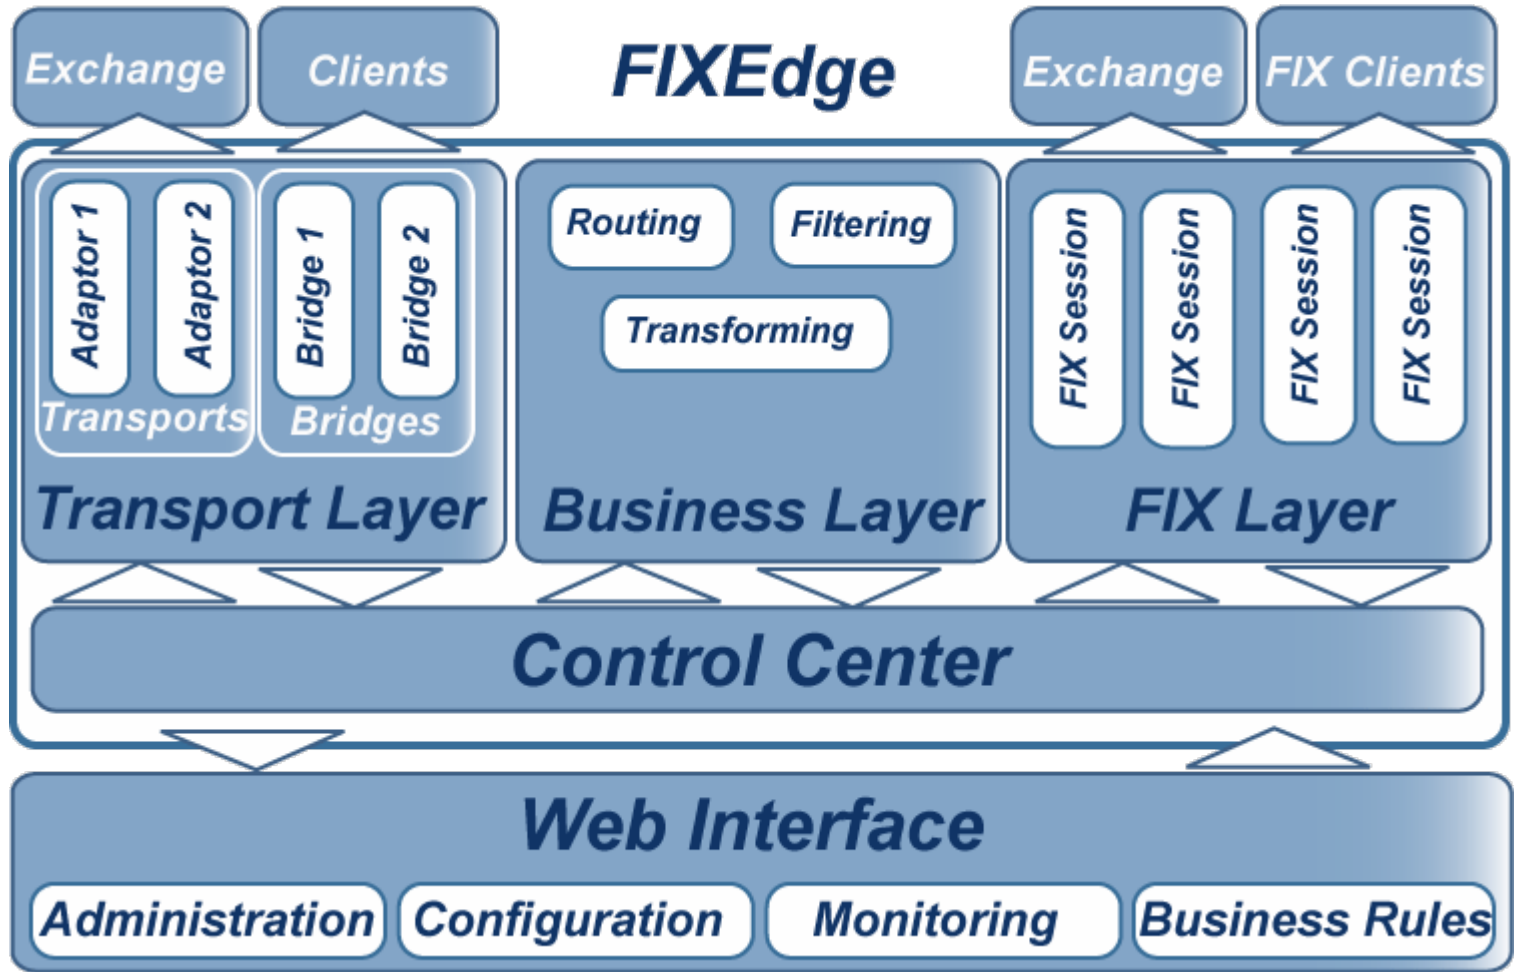 Exchange
Clients
FIXEdge
Exchange
FIX Clients
Adaptor 1
Adaptor 2
Transports
Bridge 1
Bridge 2
Bridges
Transport Layer
Routing
Filtering
Transforming
Business Layer
FIX Session
FIX Session
FIX Session
FIX Session
FIX Layer
Control Center
Web Interface
Administration
Configuration
Monitoring
Business Rules